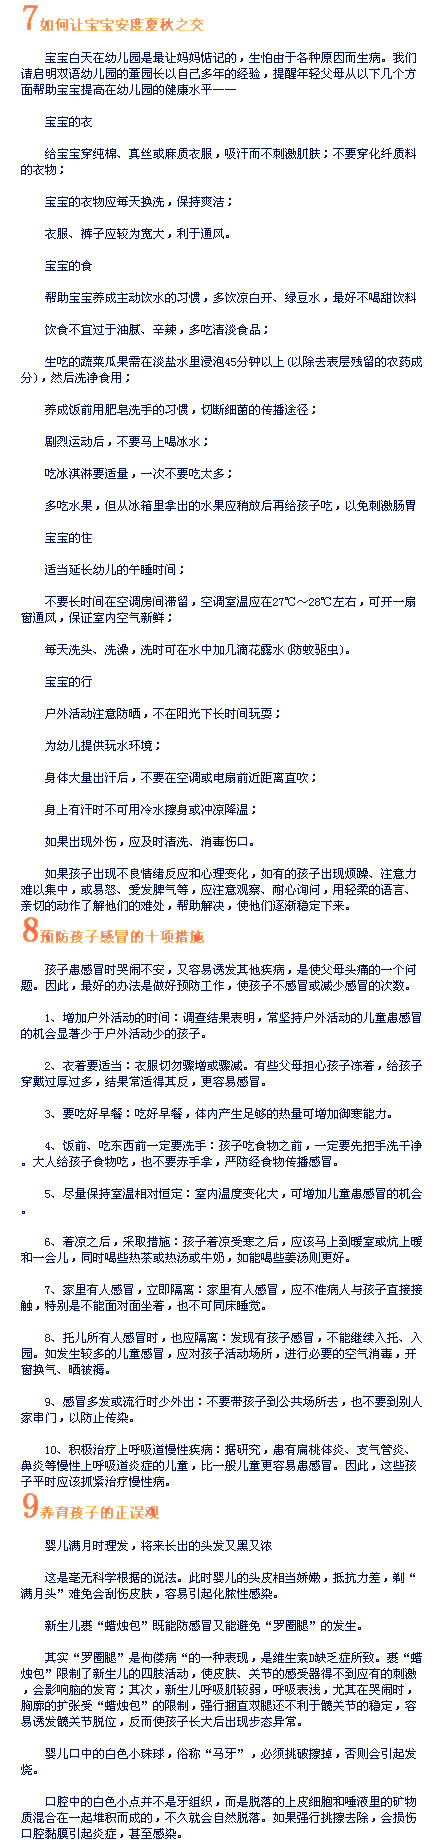 7如何让宝宝安度夏秋之交
宝宝白天在幼儿园是最让妈妈惦记的，生怕由于各种原因而生病。我们
请启明双语幼儿园的董园长以自己多年的经验，提醒年轻父母从以下几个方
面帮助宝宝提高在幼儿园的健康水平——
宝宝的衣
给宝宝穿纯棉、真丝或麻质衣服，吸汗而不刺激肌肤；不要穿化纤质料
的衣物；
宝宝的衣物应每天换洗，保持爽洁；
衣服、裤子应较为宽大，利于通风。
宝宝的食
帮助宝宝养成主动饮水的习惯，多饮凉白开、绿豆水，最好不喝甜饮料
饮食不宜过于油腻、辛辣，多吃清淡食品；
生吃的蔬菜瓜果需在淡盐水里浸泡45分钟以上(以除去表层残留的农药成
分)，然后洗净食用；
养成饭前用肥皂洗手的习惯，切断细菌的传播途径；
剧烈运动后，不要马上喝冰水；
吃冰淇淋要适量，一次不要吃太多；
多吃水果，但从冰箱里拿出的水果应稍放后再给孩子吃，以免刺激肠胃
宝宝的住
适当延长幼儿的午睡时间；
不要长时间在空调房间滞留，空调室温应在27℃～28℃左右，可开一扇
窗通风，保证室内空气新鲜；
每天洗头、洗澡，洗时可在水中加几滴花露水(防蚊驱虫)。
宝宝的行
户外活动注意防晒，不在阳光下长时间玩耍；
为幼儿提供玩水环境；
身体大量出汗后，不要在空调或电扇前近距离直吹；
身上有汗时不可用冷水擦身或冲凉降温；
如果出现外伤，应及时清洗、消毒伤口。
如果孩子出现不良情绪反应和心理变化，如有的孩子出现烦躁、注意力
难以集中，或易怒、爱发脾气等，应注意观察、耐心询问，用轻柔的语言、
亲切的动作了解他们的难处，帮助解决，使他们逐渐稳定下来。
8预防孩子感冒的十项措施
孩子患感冒时哭闹不安，又容易诱发其他疾病，是使父母头痛的一个问
题。因此，最好的办法是做好预防工作，使孩子不感冒或减少感冒的次数。
1、增加户外活动的时间：调查结果表明，常坚持户外活动的儿童患感冒
的机会显著少于户外活动少的孩子。
2、衣着要适当：衣服切勿骤增或骤减。有些父母担心孩子冻着，给孩子
穿戴过厚过多，结果常适得其反，更容易感冒。
3、要吃好早餐：吃好早餐，体内产生足够的热量可增加御寒能力。
4、饭前、吃东西前一定要洗手：孩子吃食物之前，一定要先把手洗干净
。大人给孩子食物吃，也不要赤手拿，严防经食物传播感冒。
5、尽量保持室温相对恒定：室内温度变化大，可增加儿童患感冒的机会
。
6、着凉之后，采取措施：孩子着凉受寒之后，应该马上到暖室或炕上暖
和一会儿，同时喝些热茶或热汤或牛奶，如能喝些姜汤则更好。
7、家里有人感冒，立即隔离：家里有人感冒，应不准病人与孩子直接接
触，特别是不能面对面坐着，也不可同床睡觉。
8、托儿所有人感冒时，也应隔离：发现有孩子感冒，不能继续入托、入
园。如发生较多的儿童感冒，应对孩子活动场所，进行必要的空气消毒，开
窗换气、晒被褥。
9、感冒多发或流行时少外出：不要带孩子到公共场所去，也不要到别人
家串门，以防止传染。
10、积极治疗上呼吸道慢性疾病：据研究，患有扁桃体炎、支气管炎、
鼻炎等慢性上呼吸道炎症的儿童，比一般儿童更容易患感冒。因此，这些孩
子平时应该抓紧治疗慢性病。
9养育孩子的正误观
婴儿满月时理发，将来长出的头发又黑又浓
这是毫无科学根据的说法。此时婴儿的头皮相当娇嫩，抵抗力差，剃“
满月头”难免会刮伤皮肤，容易引起化脓性感染。
新生儿裹“蜡烛包”既能防感冒又能避免“罗圈腿”的发生。
其实“罗圈腿”是佝偻病“的一种表现，是维生素D缺乏症所致。裹“蜡
烛包”限制了新生儿的四肢活动，使皮肤、关节的感受器得不到应有的刺激
，会影响脑的发育；其次，新生儿呼吸肌较弱，呼吸表浅，尤其在哭闹时，
胸廓的扩张受“蜡烛包”的限制，强行捆直双腿还不利于髋关节的稳定，容
易诱发髋关节脱位，反而使孩子长大后出现步态异常。
婴儿口中的白色小珠球，俗称“马牙”，必须挑破擦掉，否则会引起发
烧。
口腔中的白色小点并不是牙组织，而是脱落的上皮细胞和唾液里的矿物
质混合在一起堆积而成的，不久就会自然脱落。如果强行挑擦去除，会损伤
口腔黏膜引起炎症，甚至感染。